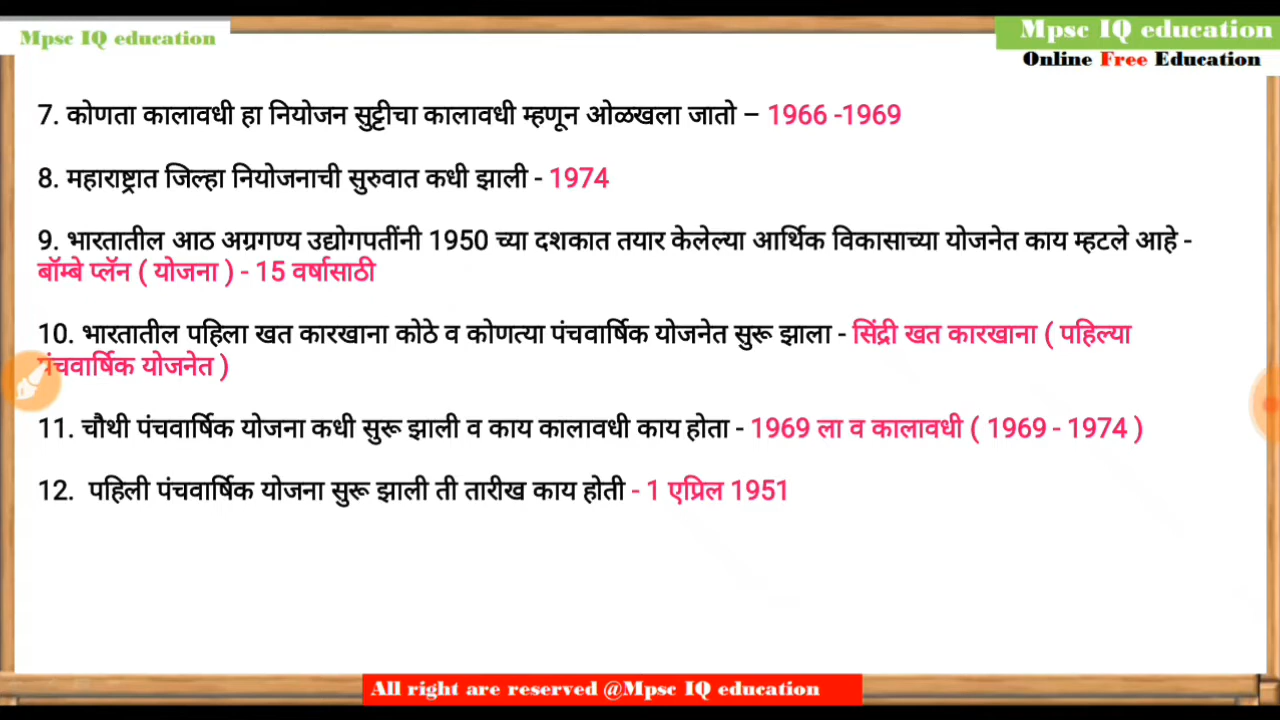 Mpsc IQ education
Mpsc IQ education
Online Free Education
7. कोणता कालावधी हा नियोजन सुट्टीचा कालावधी म्हणून ओळखला जातो – 1966 -1969
8. महाराष्ट्रात जिल्हा नियोजनाची सुरुवात कधी झाली - 1974
9. भारतातील आठ अग्रगण्य उद्योगपतींनी 1950 च्या दशकात तयार केलेल्या आर्थिक विकासाच्या योजनेत काय म्हटले आहे -
बॉम्बे प्लॅन ( योजना ) - 15 वर्षासाठी
10. भारतातील पहिला खत कारखाना कोठे व कोणत्या पंचवार्षिक योजनेत सुरू झाला - सिंद्री खत कारखाना ( पहिल्या
पंचवार्षिक योजनेत )
11. चौथी पंचवार्षिक योजना कधी सुरू झाली व काय कालावधी काय होता - 1969 ला व कालावधी ( 1969 - 1974 )
12. पहिली पंचवार्षिक योजना सुरू झाली ती तारीख काय होती - 1 एप्रिल 1951
All right are reserved @Mpsc IQ education